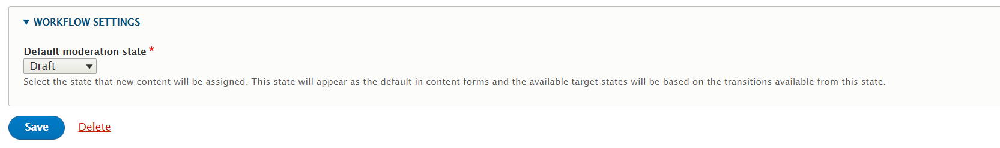 WORKFLOW SETTINGS
Default moderation state *
Draft
Select the state that new content will be assigned. This state will appear as the default in content forms and the available target states will be based on the transitions available from this state.
Save Delete